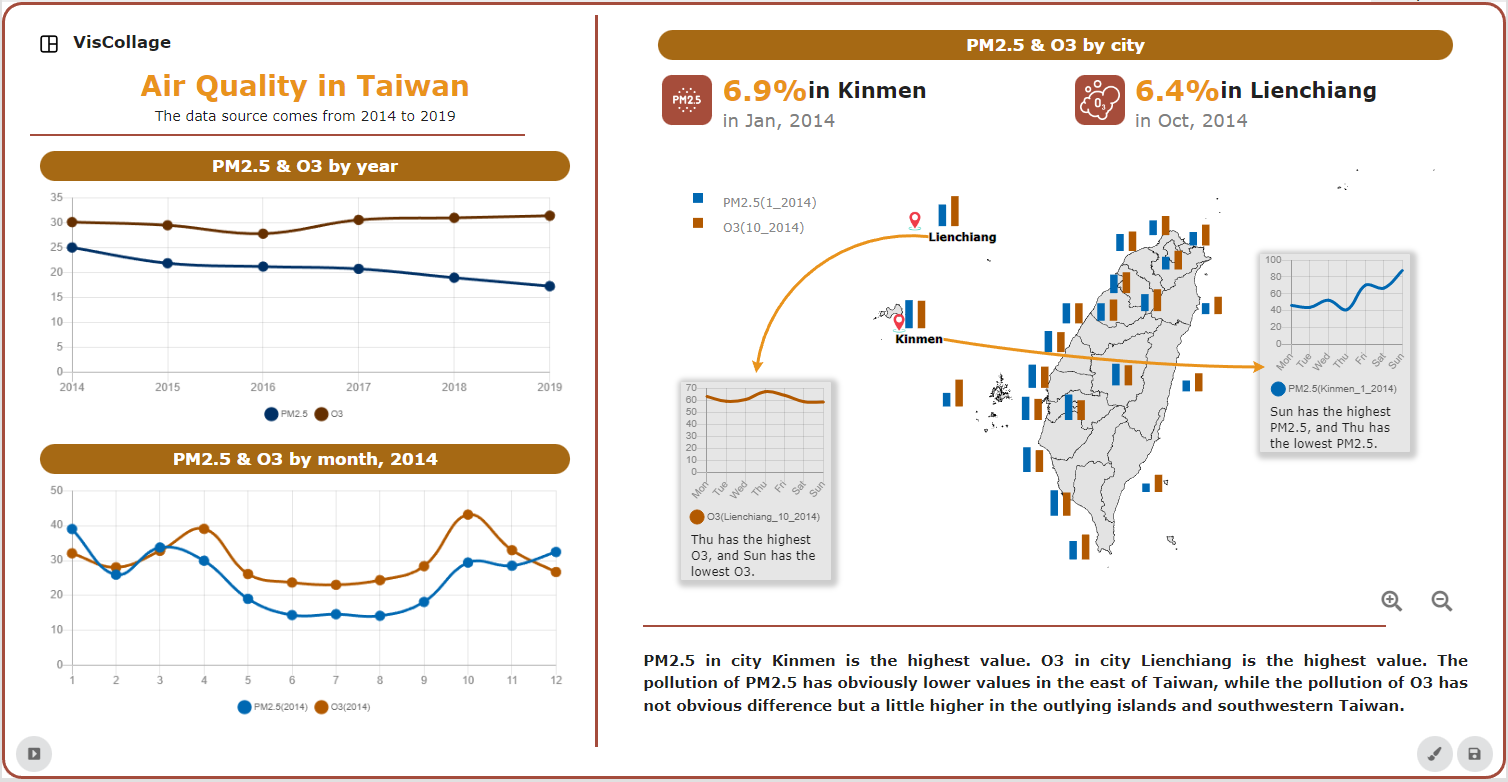 VisCollage
Air Quality in Taiwan
The data source comes from 2014 to 2019
PM2.5 & O3 by year
35
30
25
20
15
10
5
0
2014 2015 2016 2017 2018 2019
PM2.5 O3
PM2.5 & O3 by month, 2014
50
40
30
20
10
0
1 2 3 4 5 6 7 8 9 10 11 12
PM2.5(2014) O3(2014)
PM2.5 & O3 by city
PM2.5
6.9% in Kinmen
in Jan, 2014
O3
6.4% in Lienchiang
in Oct, 2014
PM2.5(1_2014)
O3(10_2014)
Lienchiang
Kinmen
70
60
50
40
30
20
10
0
Mon Tue Wed Thu Fri Sat Sun
O3(Lienchiang_10_2014)
Thu has the highest
O3, and Sun has the
lowest O3.
100
80
60
40
20
0
Mon Tue Wed Thu Fri Sat Sun
PM2.5(Kinmen_1_2014)
Sun has the highest
PM2.5, and Thu has
the lowest PM2.5.
PM2.5 in city Kinmen is the highest value. O3 in city Lienchiang is the highest value. The
pollution of PM2.5 has obviously lower values in the east of Taiwan, while the pollution of O3 has
not obvious difference but a little higher in the outlying islands and southwestern Taiwan.